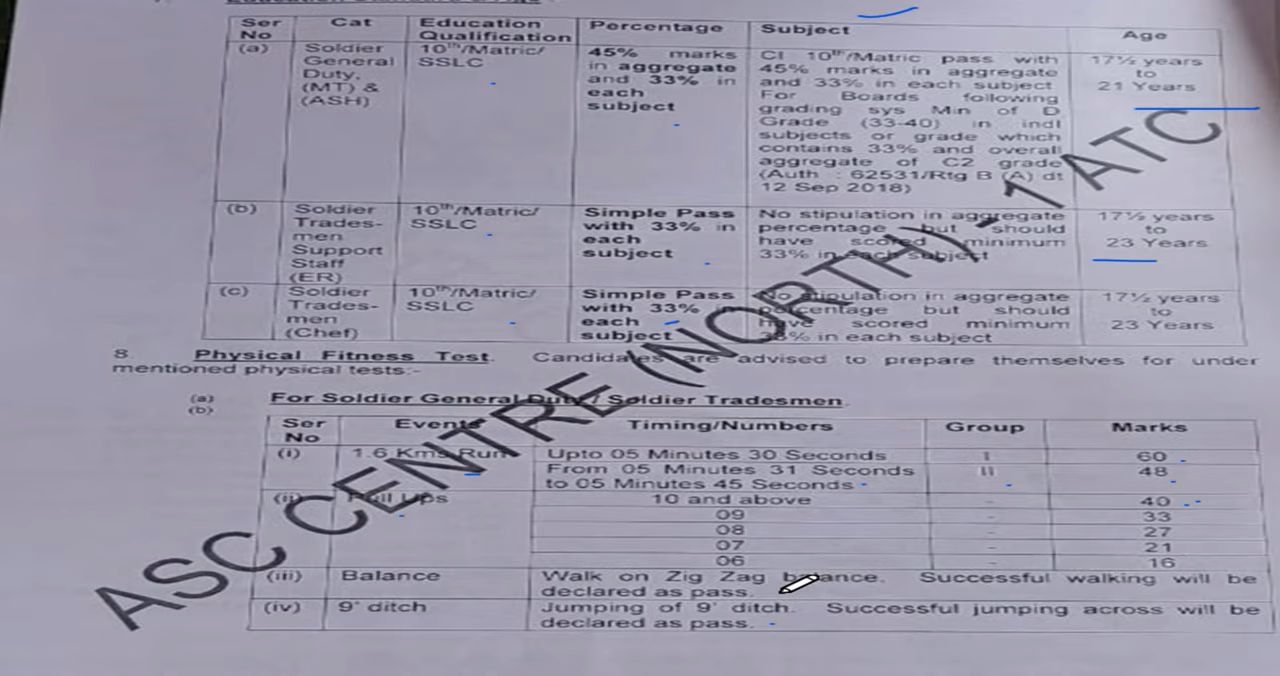 Ser No Cat Education Qualification Percentage Subject Age
(a) Soldier General Duty, (MT) & (ASH) 10th/Matric/ SSLC 45% marks in aggregate and 33% in each subject Cl 10th/Matric pass with 45% marks in aggregate and 33% in each subject For Boards following grading sys Min of D Grade (33-40) in indl subjects or grade which contains 33% and overall aggregate of C2 grade (Auth : 62531/Rtg B (A) dt 12 Sep 2018) 17½ years to 21 Years
(b) Soldier Trades- men Support Staff (ER) 10th/Matric/ SSLC Simple Pass with 33% in each subject No stipulation in aggregate percentage but should have scored minimum 33% in each subject 17½ years to 23 Years
(c) Soldier Trades- men (Chef) 10th/Matric/ SSLC Simple Pass with 33% in each subject No stipulation in aggregate percentage but should have scored minimum 33% in each subject 17½ years to 23 Years
8. Physical Fitness Test. Candidates are advised to prepare themselves for under
mentioned physical tests:-
(a) For Soldier General Duty / Soldier Tradesmen.
(b)
Ser No Events Timing/Numbers Group Marks
(i) 1.6 Kms Run Upto 05 Minutes 30 Seconds I 60
From 05 Minutes 31 Seconds to 05 Minutes 45 Seconds II 48
(ii) Pull Ups 10 and above - 40
09 - 33
08 - 27
07 - 21
06 - 16
(iii) Balance Walk on Zig Zag balance. Successful walking will be declared as pass.
(iv) 9' ditch Jumping of 9' ditch. Successful jumping across will be declared as pass.
ASC CENTRE (NORTH) - 1 ATC